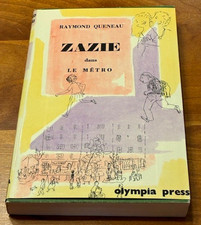 RAYMOND QUENEAU
ZAZIE
dans
LE MÉTRO
olympia press